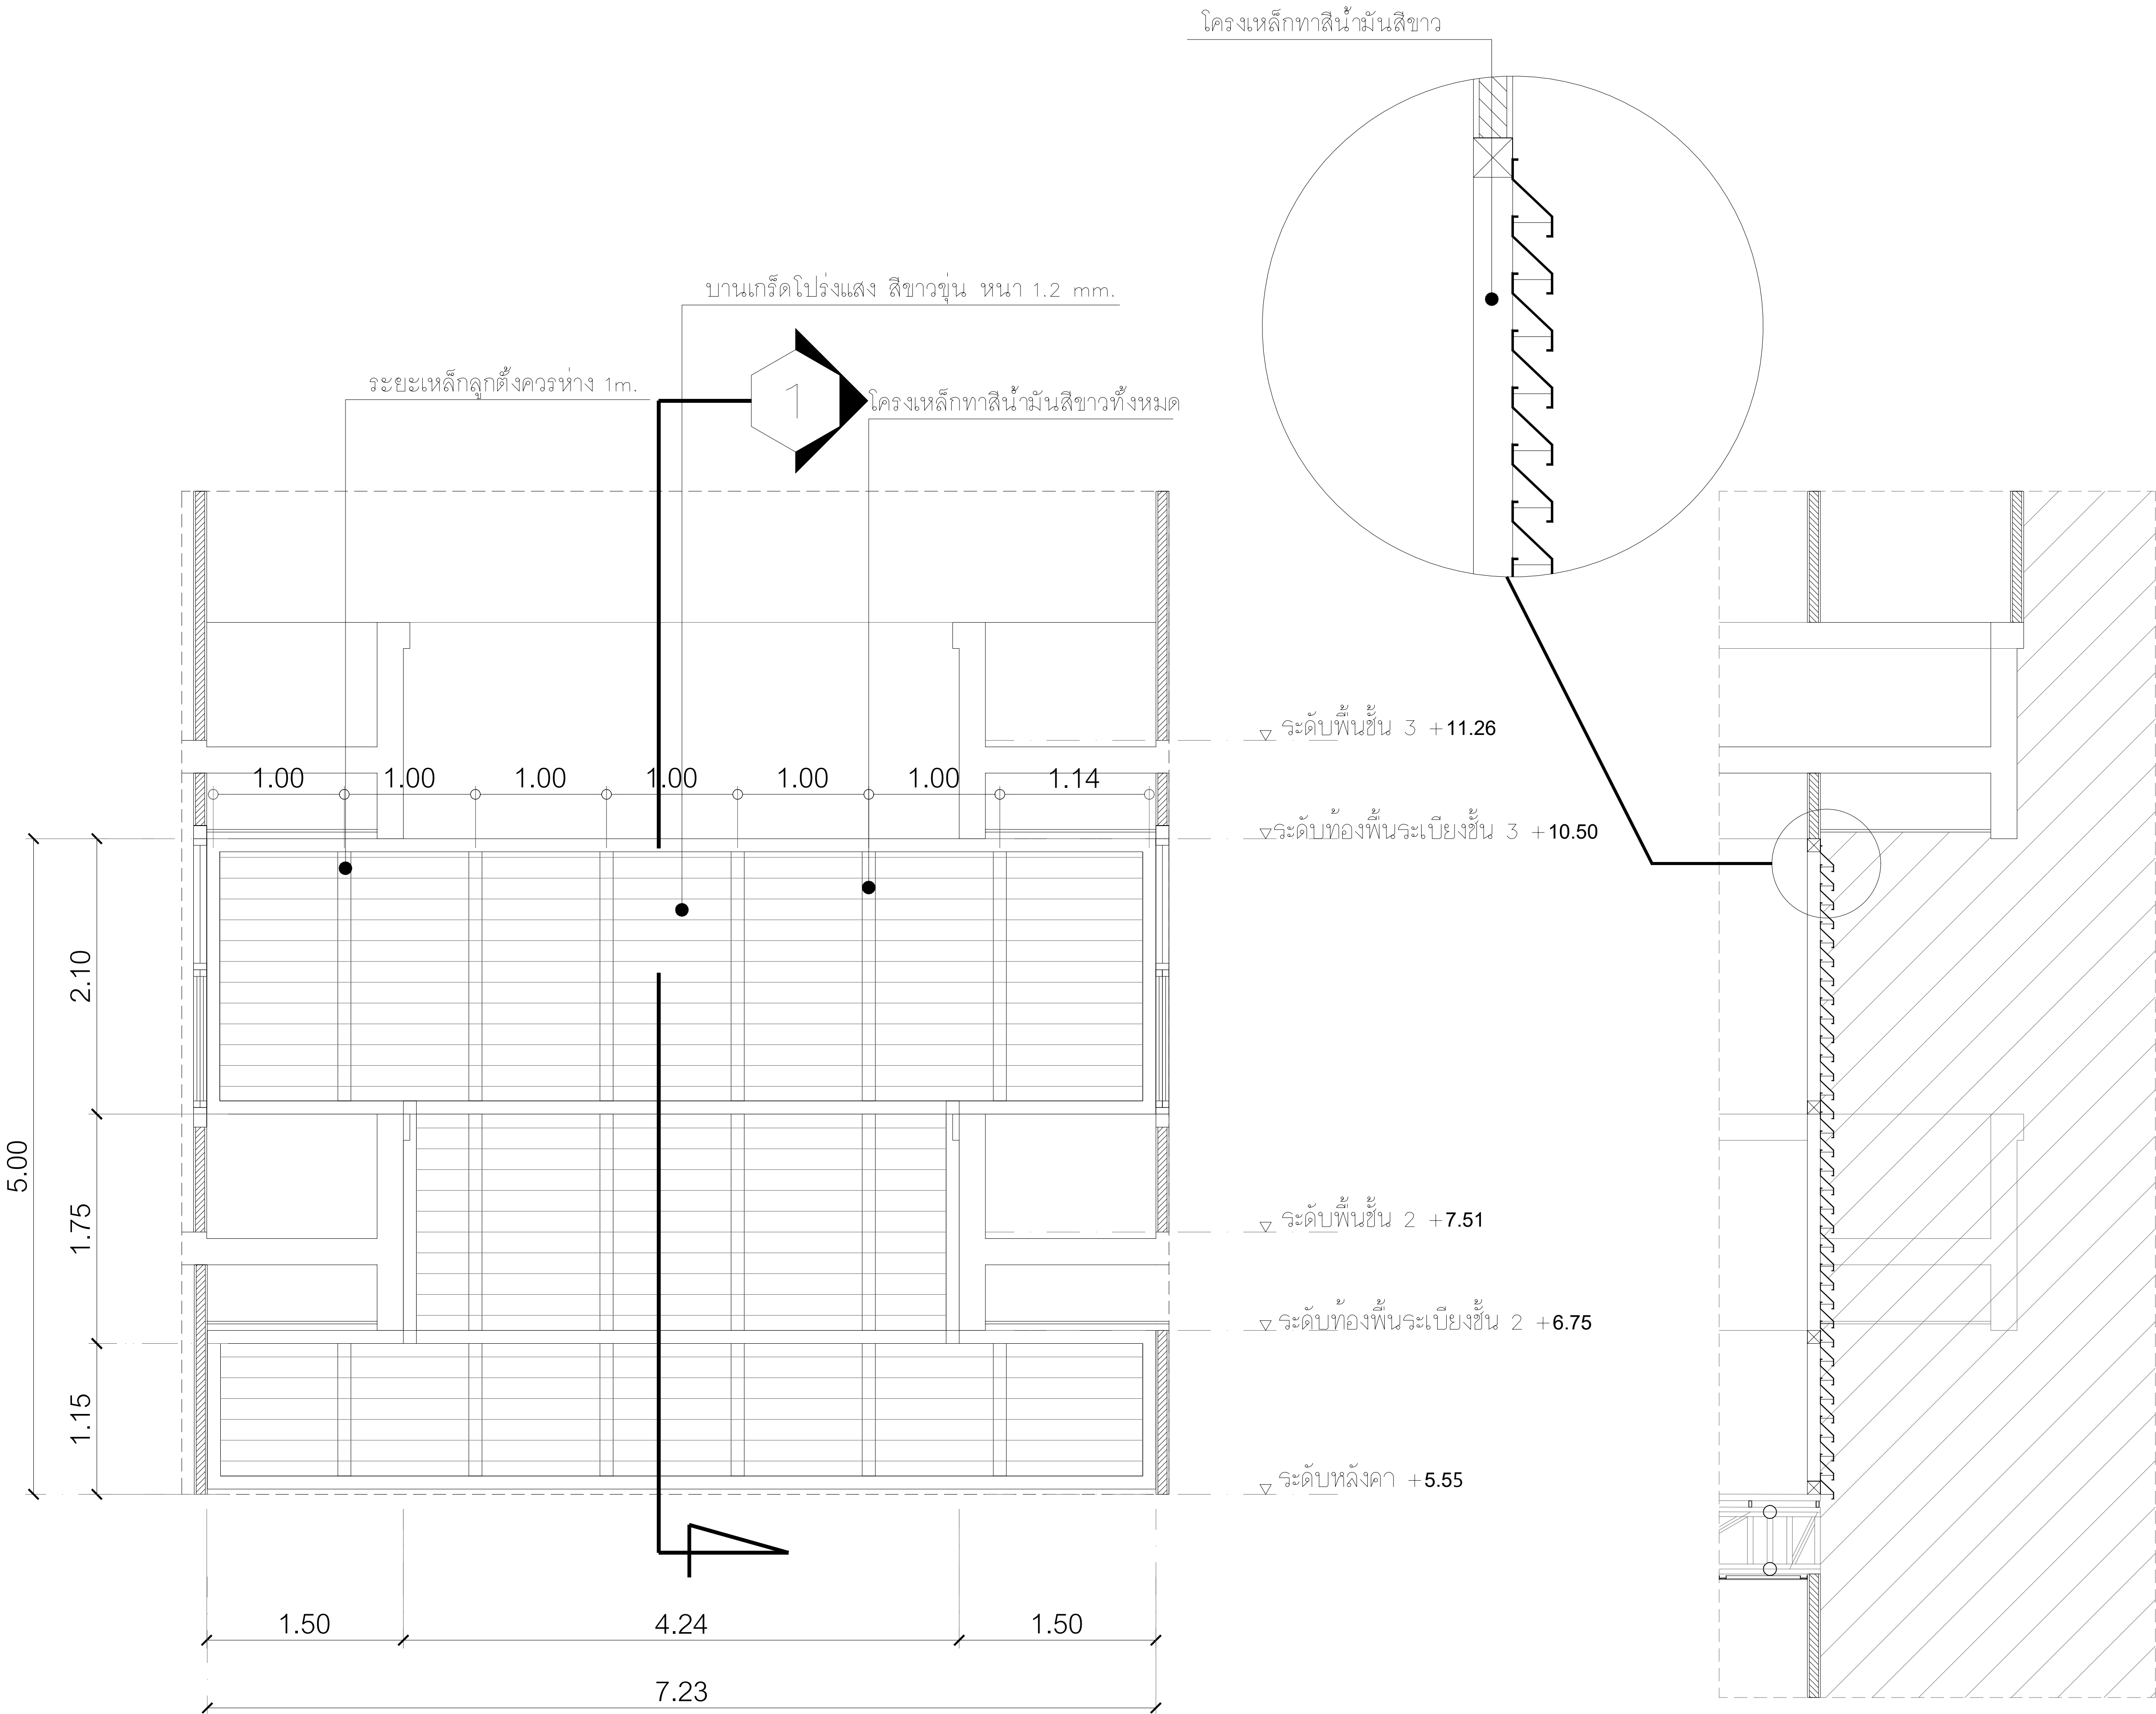 โครงเหล็กทาสีน้ำมันสีขาว
บานเกร็ดโปร่งแสง สีขาวขุ่น หนา 1.2 mm.
ระยะเหล็กลูกตั้งควรห่าง 1m.
1
โครงเหล็กทาสีน้ำมันสีขาวทั้งหมด
ระดับพื้นชั้น 3 +11.26
1.00 1.00 1.00 1.00 1.00 1.00 1.14
ระดับท้องพื้นระเบียงชั้น 3 +10.50
2.10
5.00
1.75
ระดับพื้นชั้น 2 +7.51
ระดับท้องพื้นระเบียงชั้น 2 +6.75
1.15
ระดับหลังคา +5.55
1.50 4.24 1.50
7.23